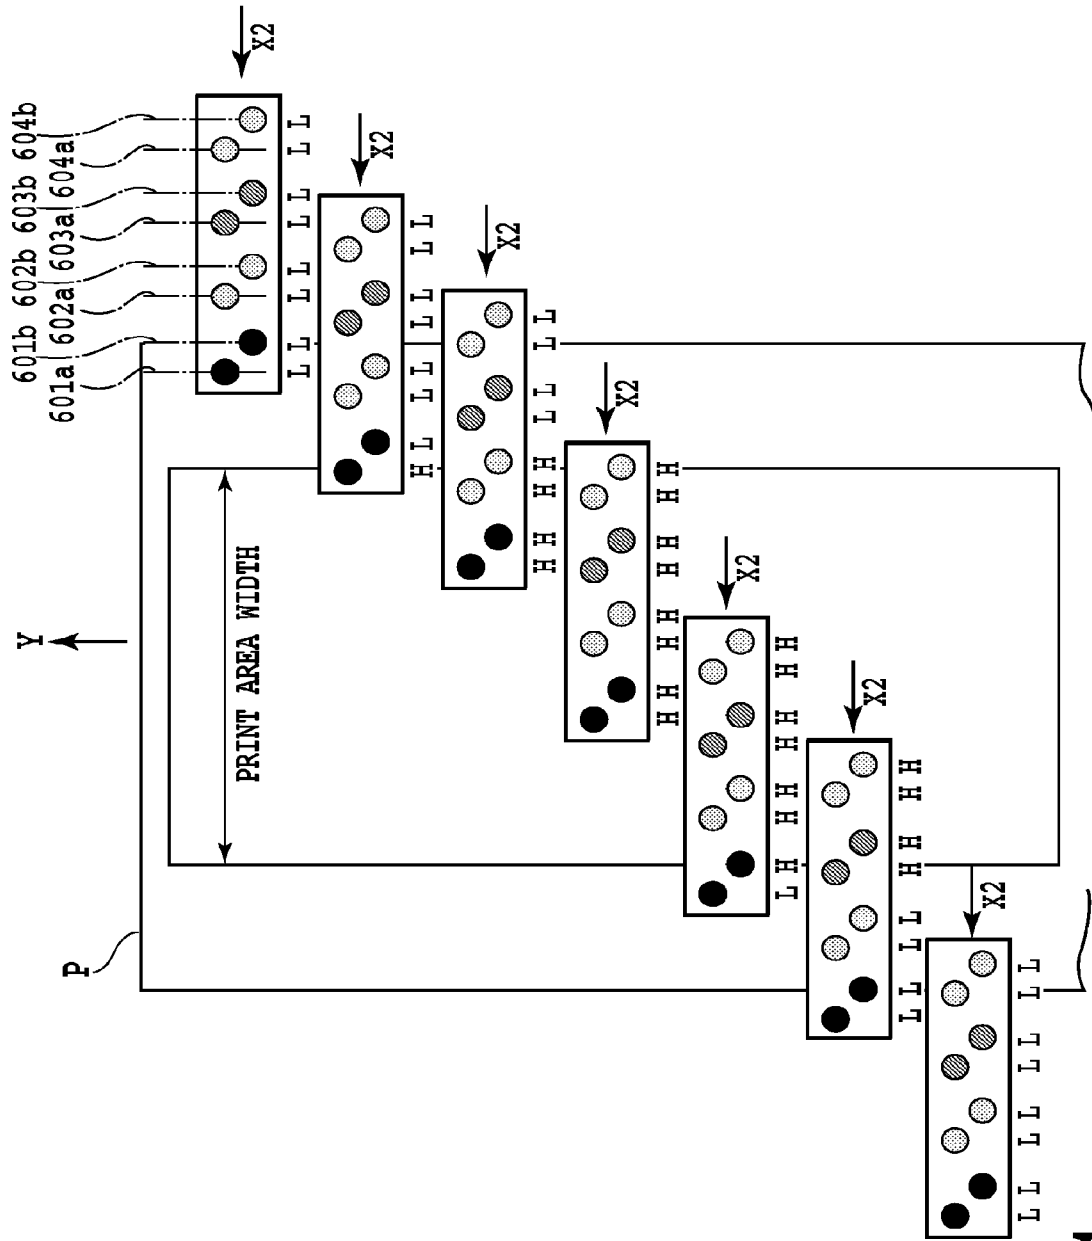 601a
601b
602a
602b
603a
603b
604a
604b
X2
L L L L L L L L
X2
H L L L L L L L
X2
H H H H L L L L
X2
H H H H H H H H
X2
L H H H H H H H
X2
L L L L H H H H
X2
L L L L L L L L
Y
PRINT AREA WIDTH
P